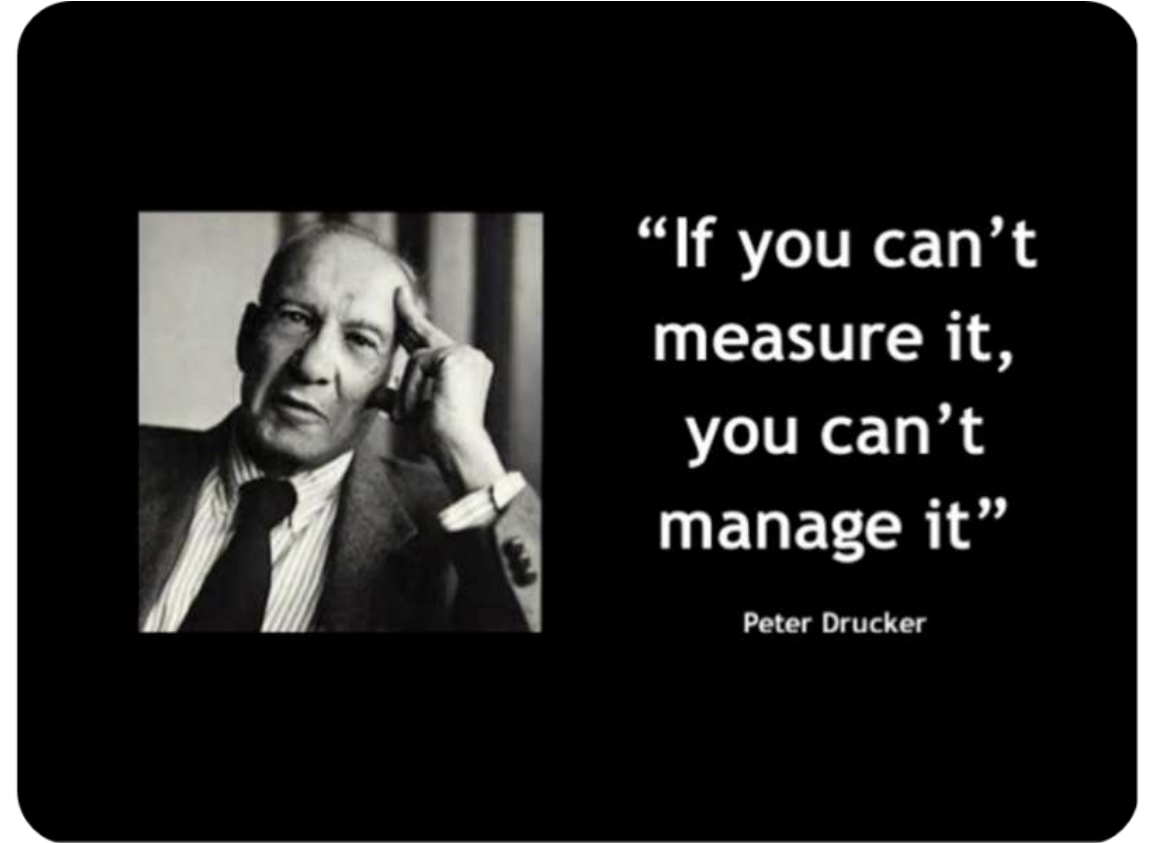 “If you can’t
measure it,
you can’t
manage it”
Peter Drucker